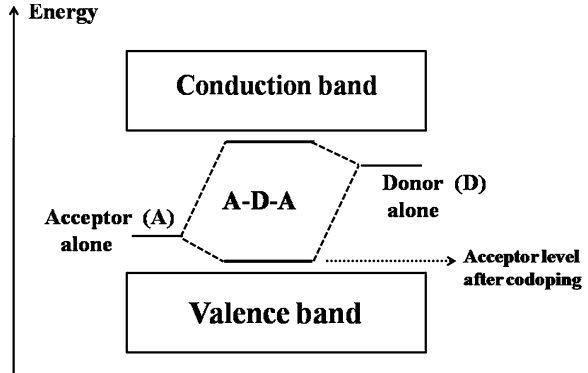 Energy
Conduction band
Donor (D)
alone
A-D-A
Acceptor (A)
alone
Acceptor level
after codoping
Valence band